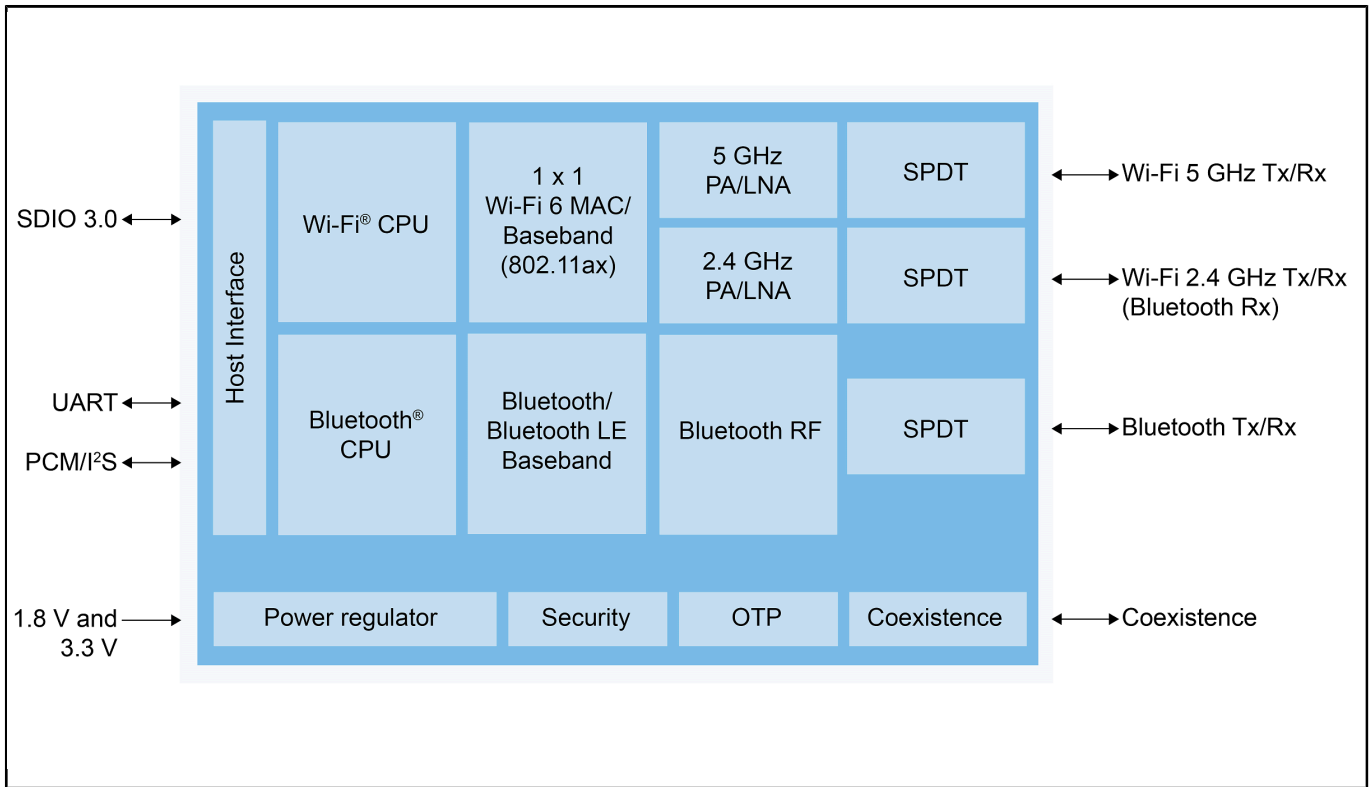 SDIO 3.0
UART
PCM/I²S
1.8 V and
3.3 V
Host Interface
Wi-Fi® CPU
1 x 1
Wi-Fi 6 MAC/
Baseband
(802.11ax)
5 GHz
PA/LNA
SPDT
2.4 GHz
PA/LNA
SPDT
Bluetooth®
CPU
Bluetooth/
Bluetooth LE
Baseband
Bluetooth RF
SPDT
Power regulator
Security
OTP
Coexistence
Wi-Fi 5 GHz Tx/Rx
Wi-Fi 2.4 GHz Tx/Rx
(Bluetooth Rx)
Bluetooth Tx/Rx
Coexistence